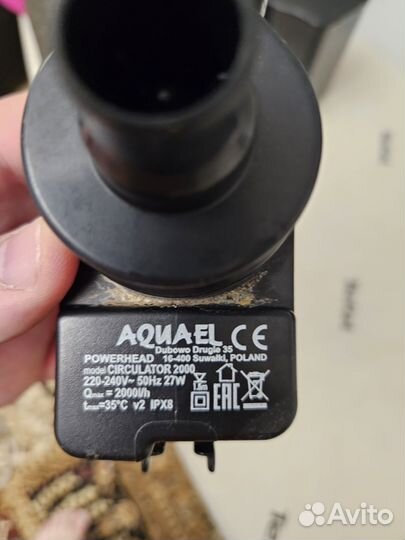 AQUAEL CE
Dubowo Drugie 35
POWERHEAD 16-400 Suwałki, POLAND
model CIRCULATOR 2000
220-240V~ 50Hz 27W
Qmax = 2000l/h
tmax=35°C v2 IPX8
EAC
Avito